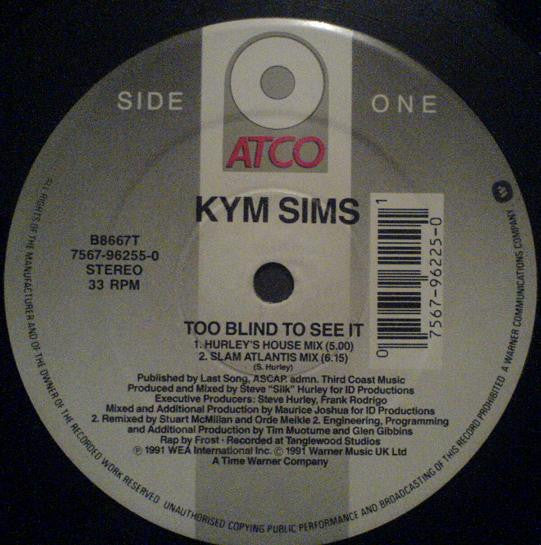 SIDE ONE
ATCO
KYM SIMS
B8667T
7567-96255-0
STEREO
33 RPM
1
7567-96225-0
0
TOO BLIND TO SEE IT
1. HURLEY'S HOUSE MIX (5.00)
2. SLAM ATLANTIS MIX (6.15)
(S. Hurley)
Published by Last Song, ASCAP, admn. Third Coast Music
Produced and Mixed by Steve "Silk" Hurley for ID Productions
Executive Producers: Steve Hurley, Frank Rodrigo
Mixed and Additional Production by Maurice Joshua for ID Productions
2. Remixed by Stuart McMillan and Orde Meikle 2. Engineering, Programming
and Additional Production by Tim Muotume and Glen Gibbins
Rap by Frost · Recorded at Tanglewood Studios
℗ 1991 WEA International Inc. © 1991 Warner Music UK Ltd
A Time Warner Company
ALL RIGHTS OF THE MANUFACTURER AND OF THE OWNER OF THE RECORDED WORK RESERVED UNAUTHORISED COPYING PUBLIC PERFORMANCE AND BROADCASTING OF THIS RECORD PROHIBITED A WARNER COMMUNICATIONS COMPANY